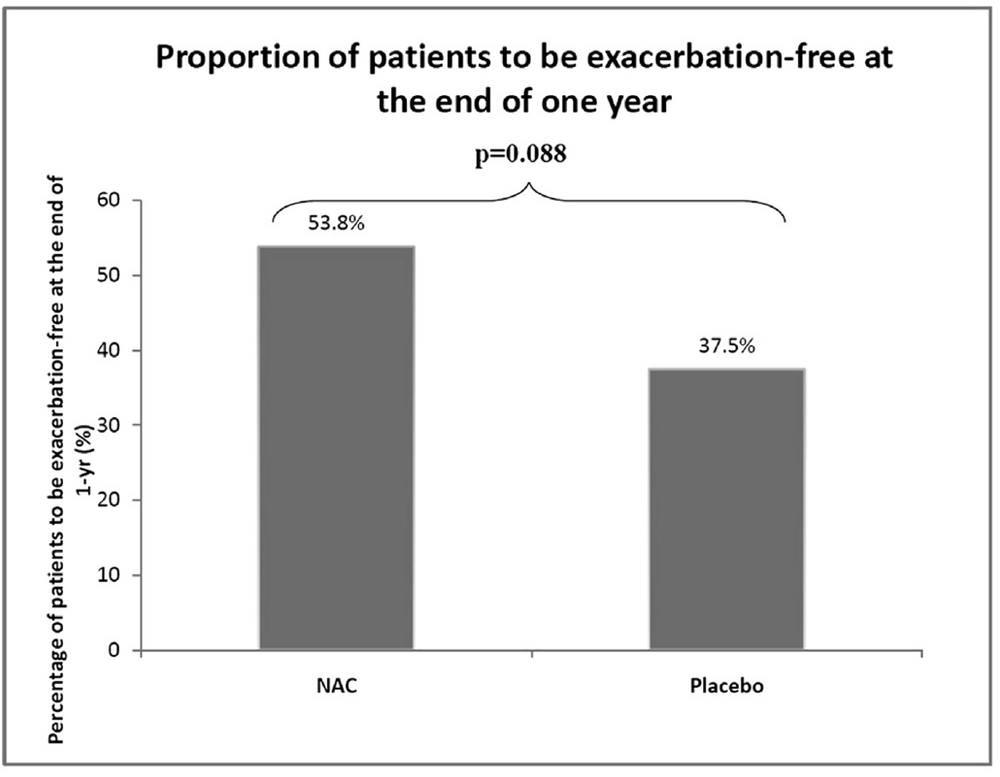 Proportion of patients to be exacerbation-free at
the end of one year
p=0.088
Percentage of patients to be exacerbation-free at the end of
1-yr (%)
60
50
40
30
20
10
0
53.8%
37.5%
NAC
Placebo